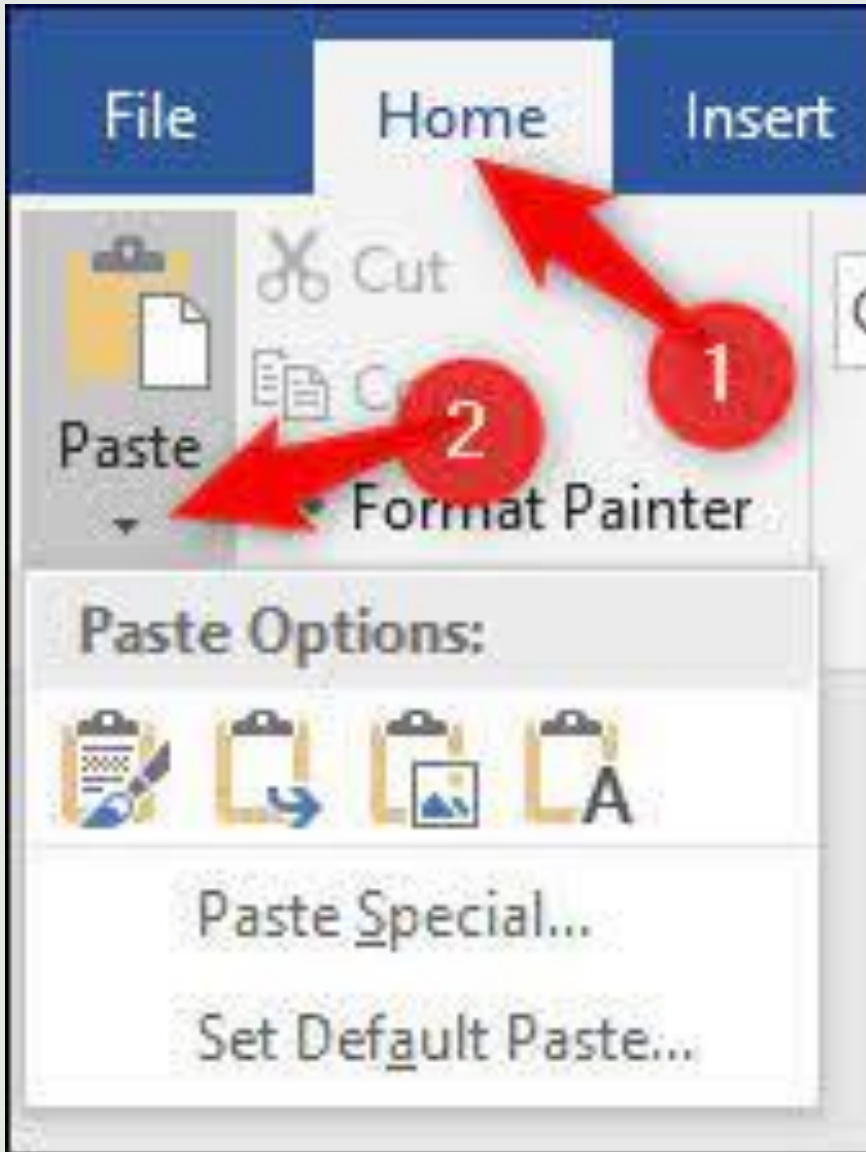 File Home Insert
Cut
1
2
Paste
Format Painter
Paste Options:
A
Paste Special...
Set Default Paste...